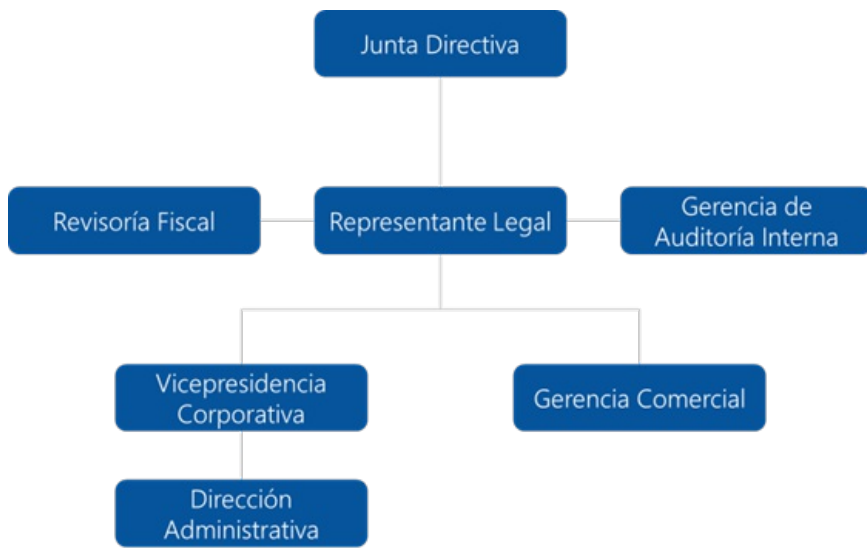 Junta Directiva
Revisoría Fiscal
Representante Legal
Gerencia de
Auditoría Interna
Vicepresidencia
Corporativa
Gerencia Comercial
Dirección
Administrativa